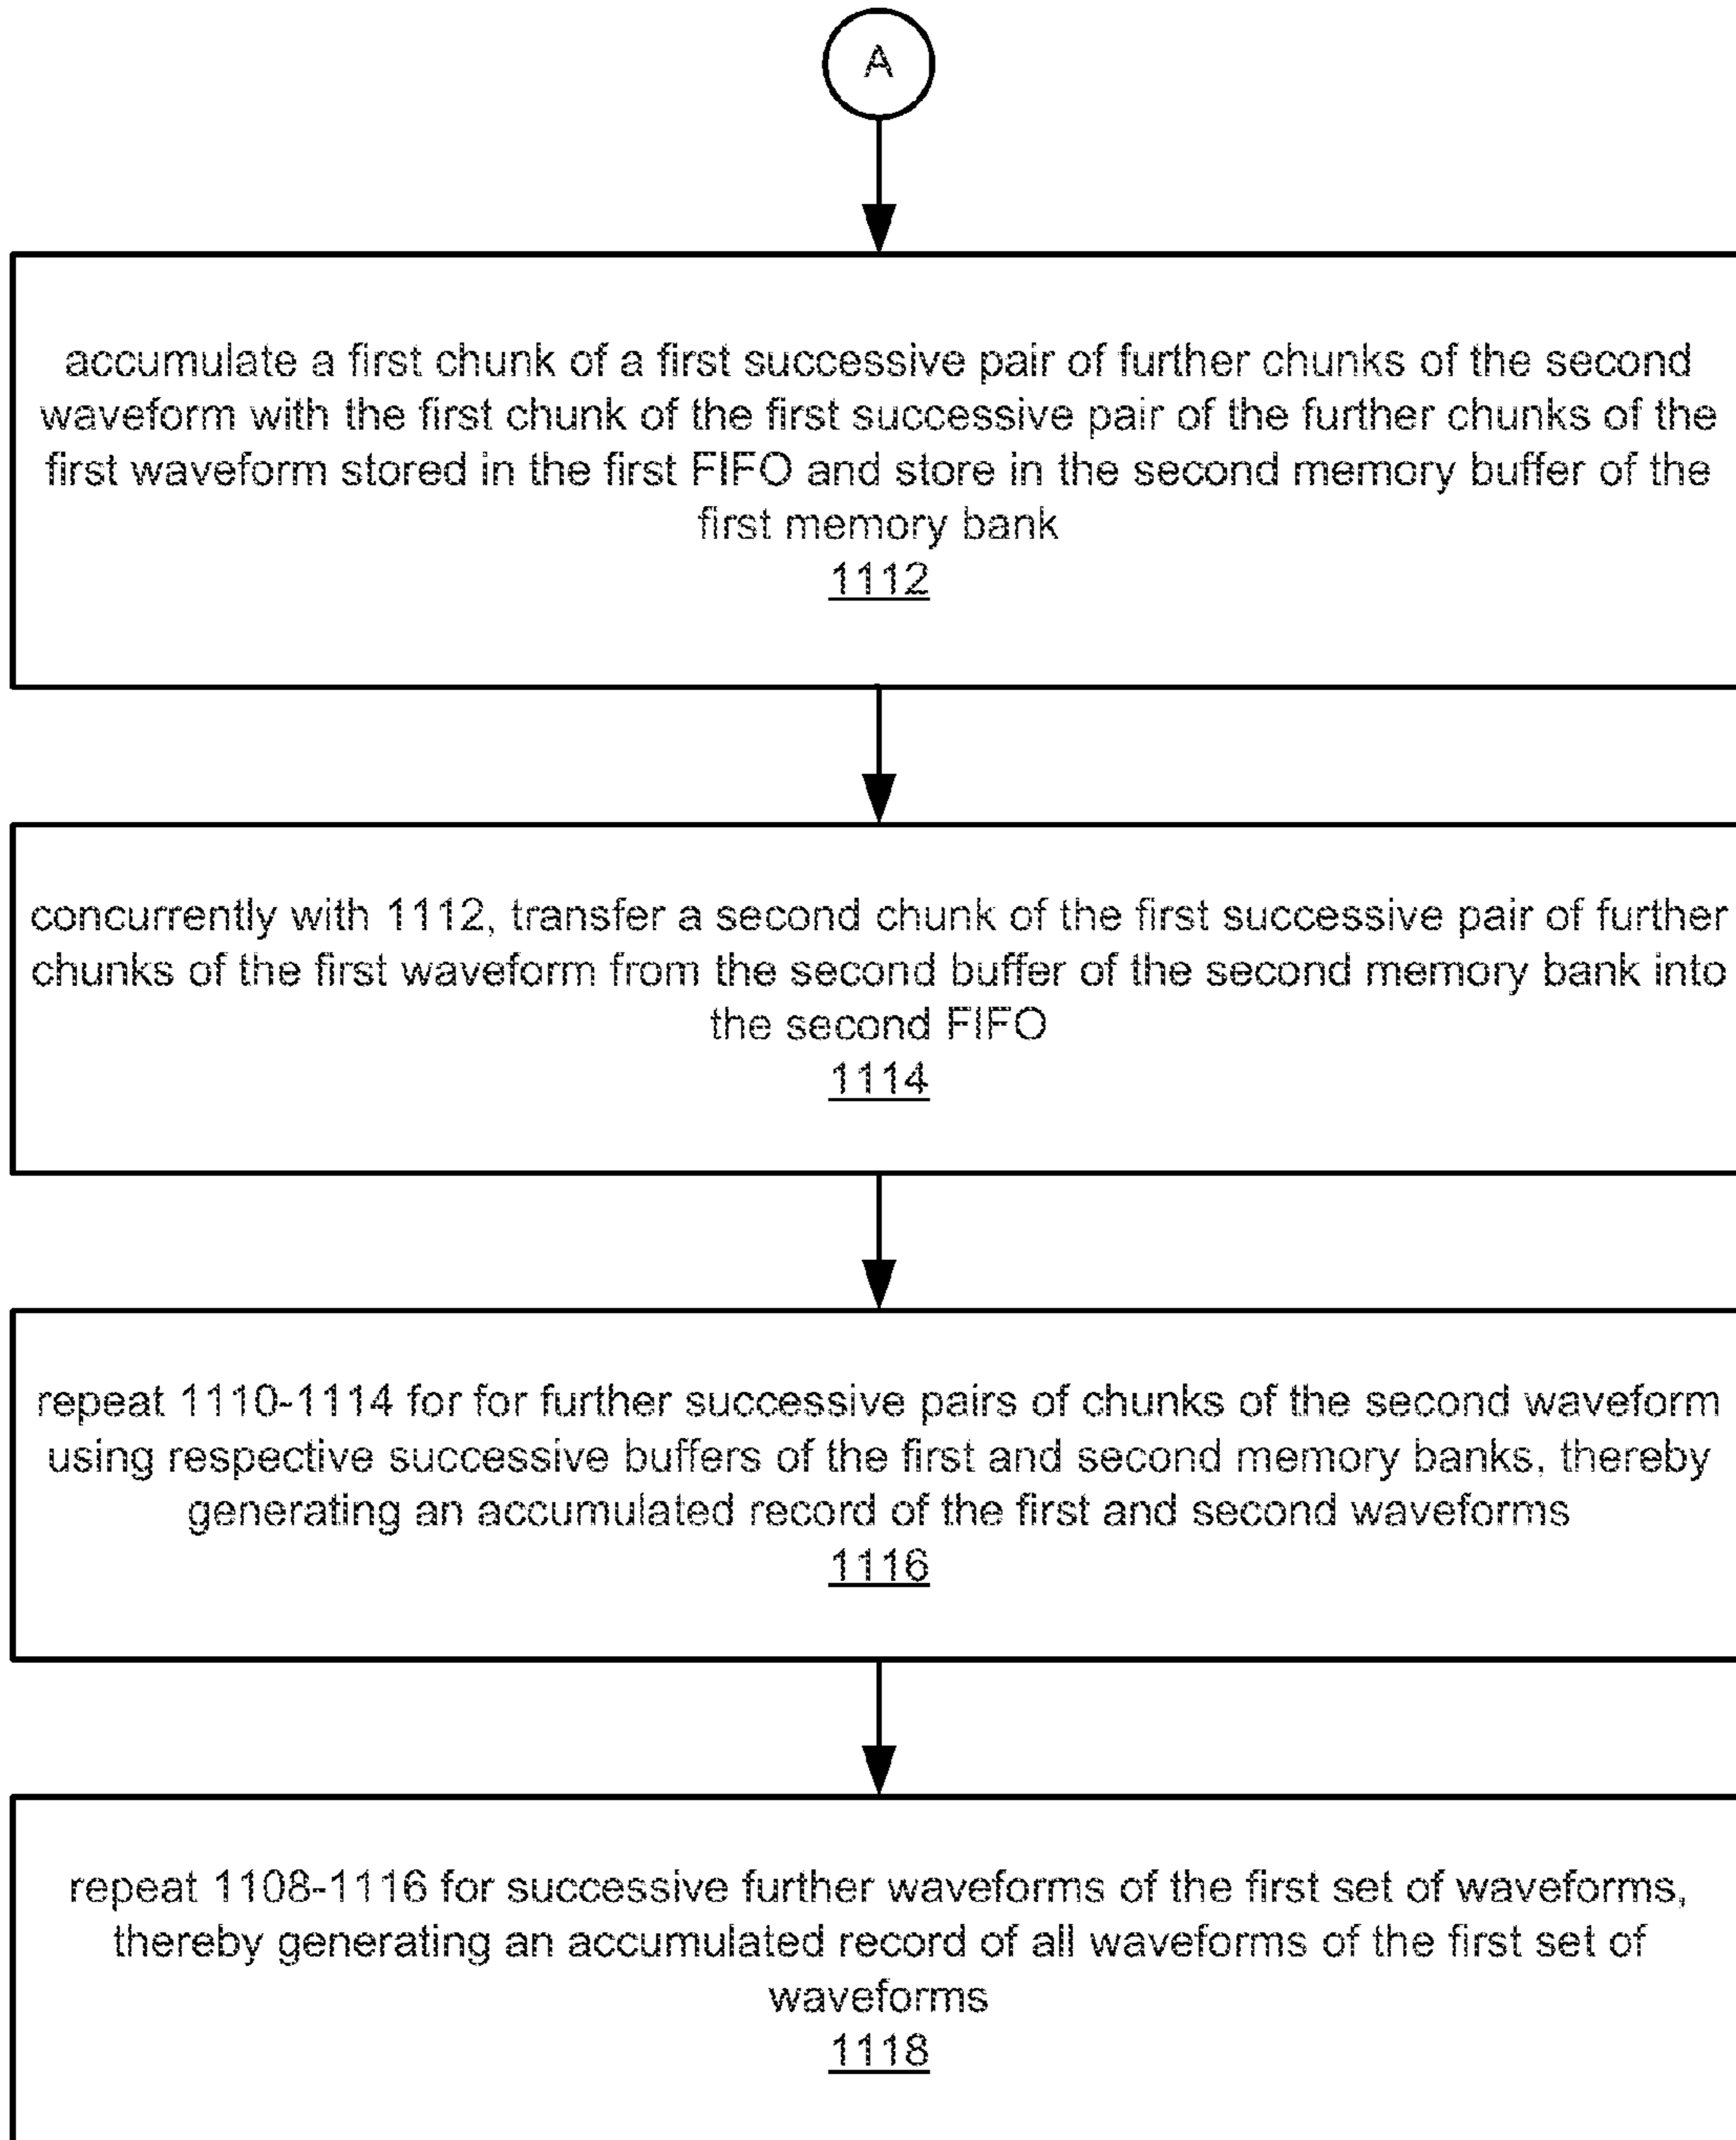 A
accumulate a first chunk of a first successive pair of further chunks of the second
waveform with the first chunk of the first successive pair of the further chunks of the
first waveform stored in the first FIFO and store in the second memory buffer of the
first memory bank
1112
concurrently with 1112, transfer a second chunk of the first successive pair of further
chunks of the first waveform from the second buffer of the second memory bank into
the second FIFO
1114
repeat 1110-1114 for for further successive pairs of chunks of the second waveform
using respective successive buffers of the first and second memory banks, thereby
generating an accumulated record of the first and second waveforms
1116
repeat 1108-1116 for successive further waveforms of the first set of waveforms,
thereby generating an accumulated record of all waveforms of the first set of
waveforms
1118